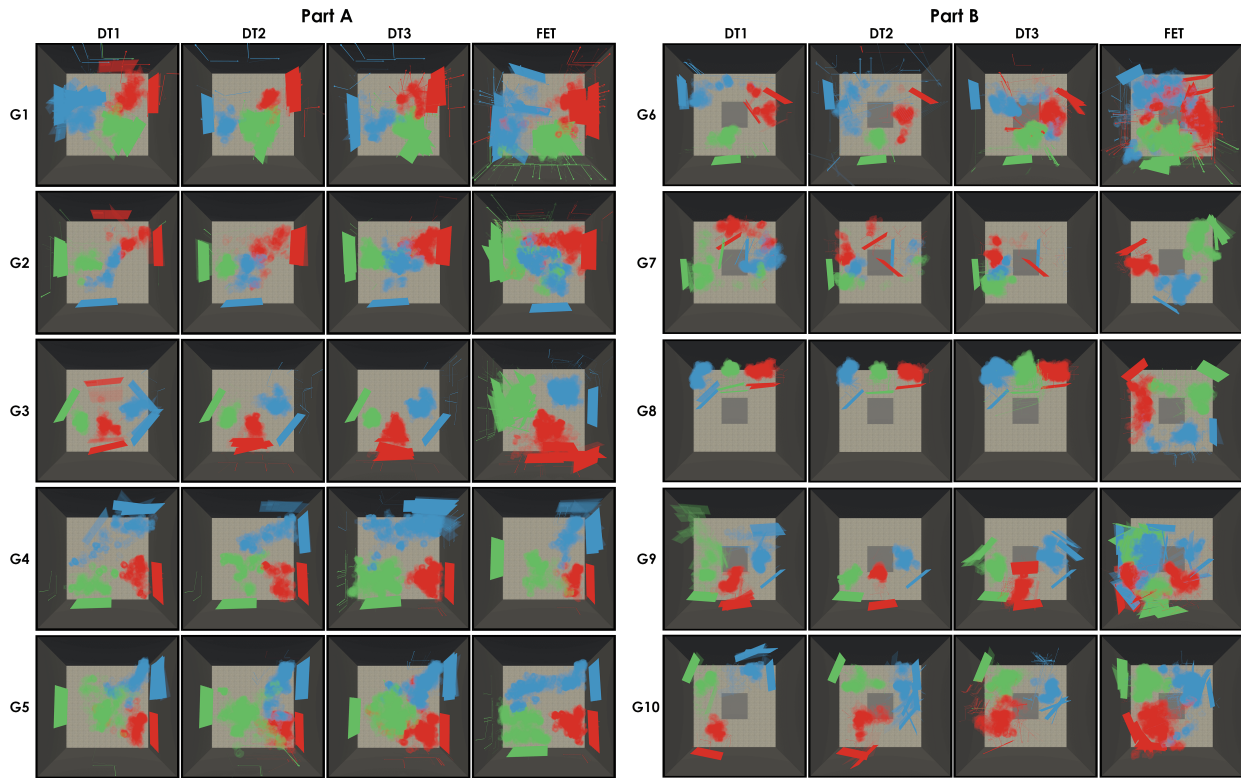 Part A Part B
DT1 DT2 DT3 FET DT1 DT2 DT3 FET
G1 G6
G2 G7
G3 G8
G4 G9
G5 G10